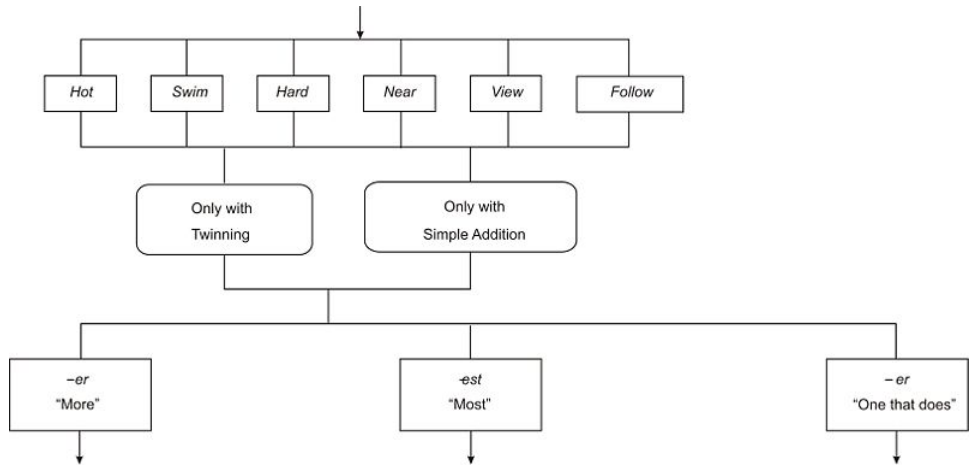 Hot
Swim
Hard
Near
View
Follow
Only with
Twinning
Only with
Simple Addition
–er
“More”
-est
“Most”
– er
“One that does”